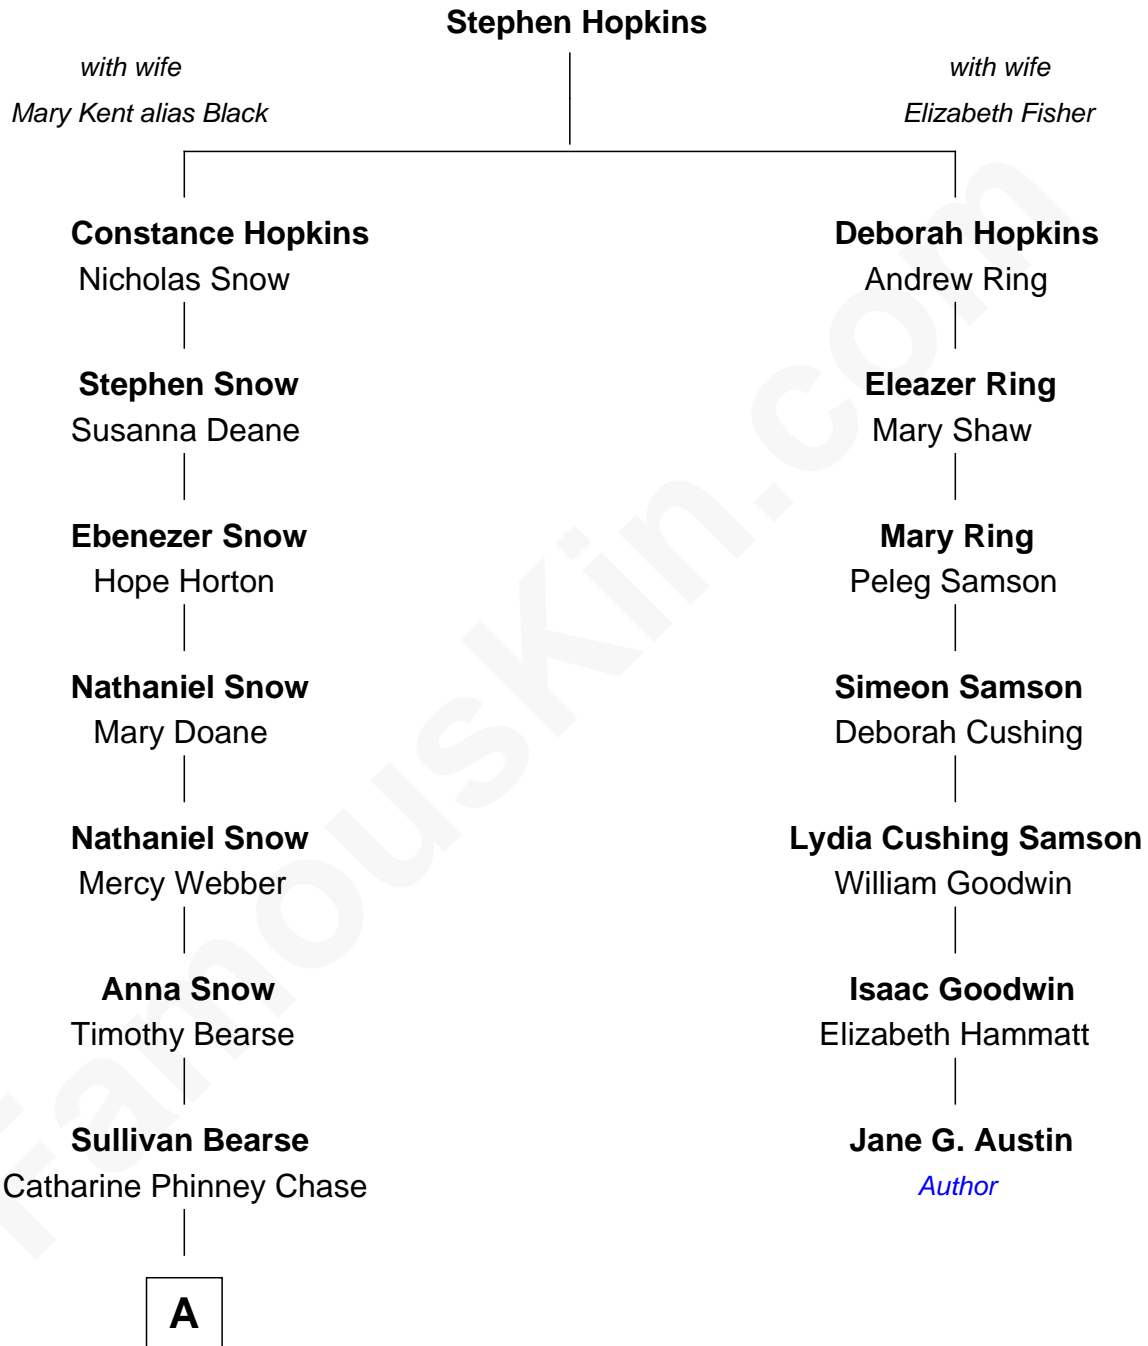 Stephen Hopkins
with wife
Mary Kent alias Black
with wife
Elizabeth Fisher
Constance Hopkins
Nicholas Snow
Deborah Hopkins
Andrew Ring
Stephen Snow
Susanna Deane
Eleazer Ring
Mary Shaw
Ebenezer Snow
Hope Horton
Mary Ring
Peleg Samson
Nathaniel Snow
Mary Doane
Simeon Samson
Deborah Cushing
Nathaniel Snow
Mercy Webber
Lydia Cushing Samson
William Goodwin
Anna Snow
Timothy Bearse
Isaac Goodwin
Elizabeth Hammatt
Sullivan Bearse
Catharine Phinney Chase
Jane G. Austin
Author
A
FamousKin.com